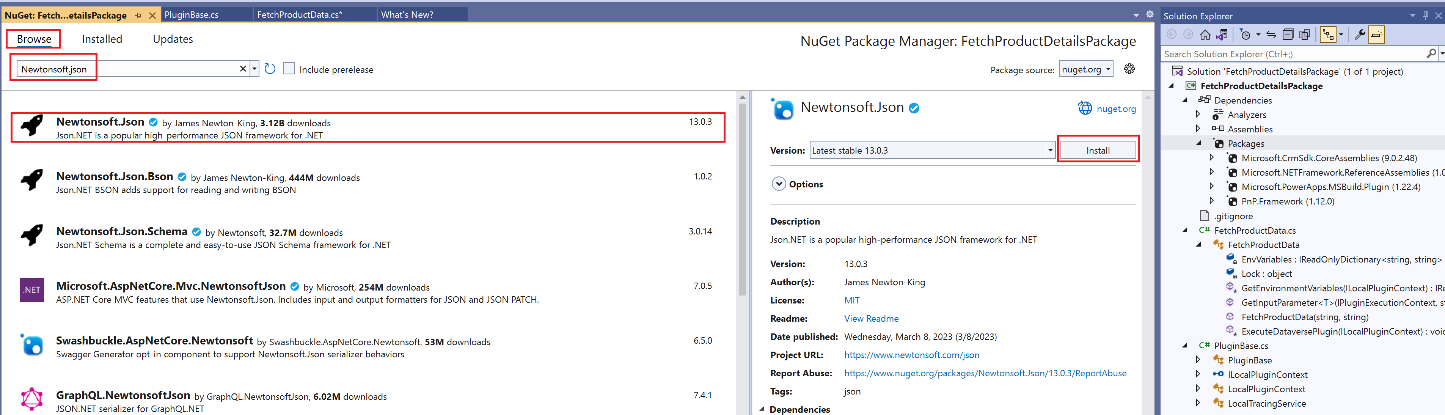 NuGet: Fetch...etailsPackage
PluginBase.cs
FetchProductData.cs*
What's New?
Browse
Installed
Updates
NuGet Package Manager: FetchProductDetailsPackage
Newtonsoft.json
Include prerelease
Package source: nuget.org
Newtonsoft.Json by James Newton-King, 3.12B downloads
13.0.3
Json.NET is a popular high-performance JSON framework for .NET
Newtonsoft.Json.Bson by James Newton-King, 444M downloads
1.0.2
Json.NET BSON adds support for reading and writing BSON
Newtonsoft.Json.Schema by Newtonsoft, 32.7M downloads
3.0.14
Json.NET Schema is a complete and easy-to-use JSON Schema framework for .NET
.NET
Microsoft.AspNetCore.Mvc.NewtonsoftJson by Microsoft, 254M downloads
7.0.5
ASP.NET Core MVC features that use Newtonsoft.Json. Includes input and output formatters for JSON and JSON PATCH.
Swashbuckle.AspNetCore.Newtonsoft by Swashbuckle.AspNetCore.Newtonsoft, 53M downloads
6.5.0
Swagger Generator opt-in component to support Newtonsoft.Json serializer behaviors
GraphQL.NewtonsoftJson by GraphQL.NewtonsoftJson, 6.02M downloads
7.4.1
JSON.NET serializer for GraphQL.NET
Newtonsoft.Json
nuget.org
Version: Latest stable 13.0.3
Install
Options
Description
Json.NET is a popular high-performance JSON framework for .NET
Version: 13.0.3
Author(s): James Newton-King
License: MIT
Readme: View Readme
Date published: Wednesday, March 8, 2023 (3/8/2023)
Project URL: https://www.newtonsoft.com/json
Report Abuse: https://www.nuget.org/packages/Newtonsoft.Json/13.0.3/ReportAbuse
Tags: json
Dependencies
Solution Explorer
Search Solution Explorer (Ctrl+;)
Solution 'FetchProductDetailsPackage' (1 of 1 project)
FetchProductDetailsPackage
Dependencies
Analyzers
Assemblies
Packages
Microsoft.CrmSdk.CoreAssemblies (9.0.2.48)
Microsoft.NETFramework.ReferenceAssemblies (1.0
Microsoft.PowerApps.MSBuild.Plugin (1.22.4)
PnP.Framework (1.12.0)
.gitignore
C# FetchProductData.cs
FetchProductData
EnvVariables : IReadOnlyDictionary<string, string>
Lock : object
GetEnvironmentVariables(ILocalPluginContext) : IRe
GetInputParameter<T>(IPluginExecutionContext, st
FetchProductData(string, string)
ExecuteDataversePlugin(ILocalPluginContext) : void
C# PluginBase.cs
PluginBase
ILocalPluginContext
LocalPluginContext
LocalTracingService